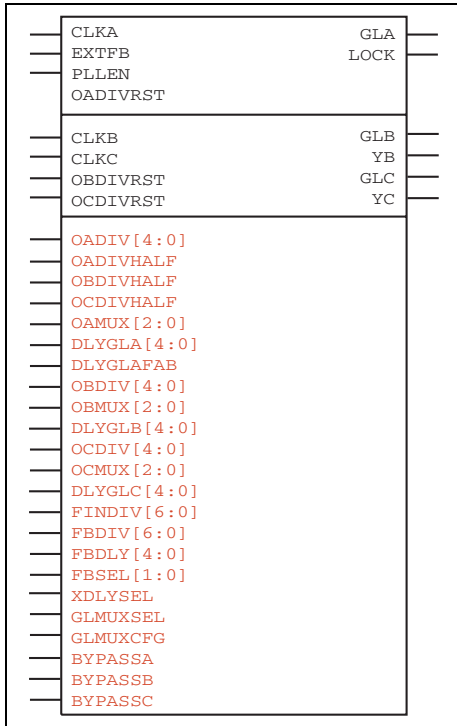 CLKA GLA
EXTFB LOCK
PLLEN
OADIVRST
CLKB GLB
CLKC YB
OBDIVRST GLC
OCDIVRST YC
OADIV[4:0]
OADIVHALF
OBDIVHALF
OCDIVHALF
OAMUX[2:0]
DLYGLA[4:0]
DLYGLAFAB
OBDIV[4:0]
OBMUX[2:0]
DLYGLB[4:0]
OCDIV[4:0]
OCMUX[2:0]
DLYGLC[4:0]
FINDIV[6:0]
FBDIV[6:0]
FBDLY[4:0]
FBSEL[1:0]
XDLYSEL
GLMUXSEL
GLMUXCFG
BYPASSA
BYPASSB
BYPASSC